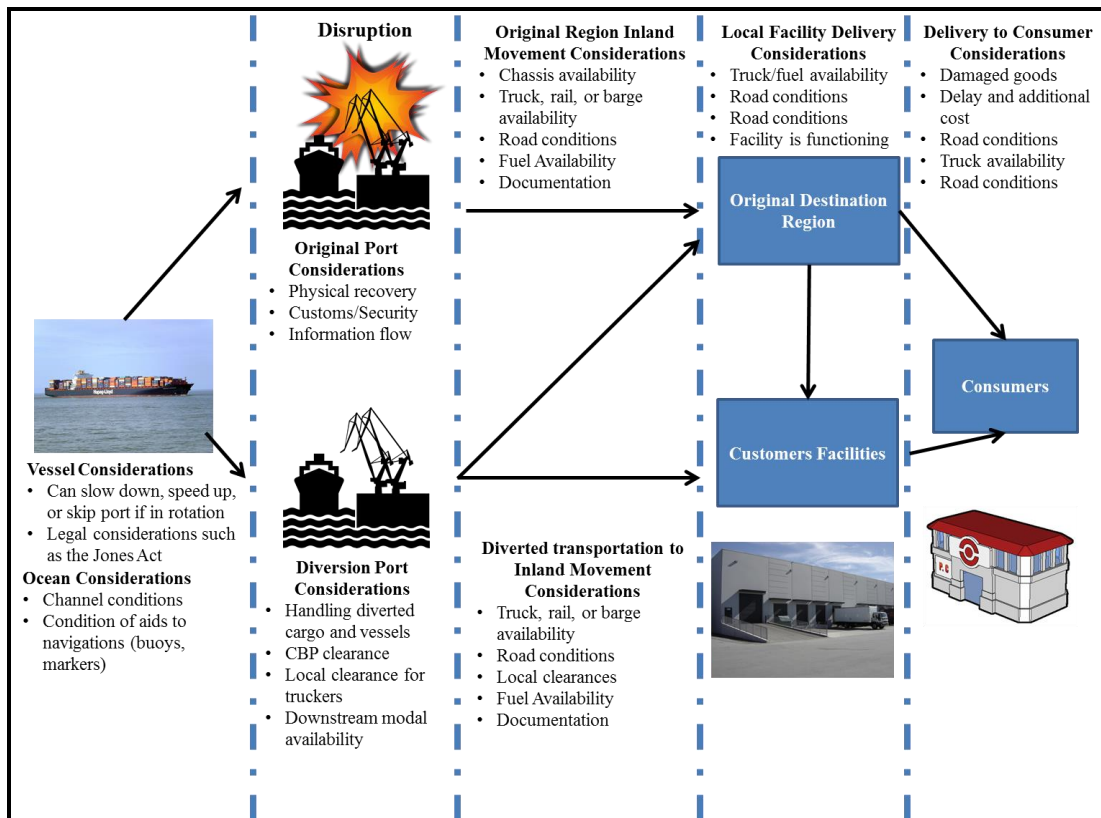 Disruption
Original Port
Considerations
• Physical recovery
• Customs/Security
• Information flow
Original Region Inland
Movement Considerations
• Chassis availability
• Truck, rail, or barge
availability
• Road conditions
• Fuel Availability
• Documentation
Local Facility Delivery
Considerations
• Truck/fuel availability
• Road conditions
• Road conditions
• Facility is functioning
Delivery to Consumer
Considerations
• Damaged goods
• Delay and additional
cost
• Road conditions
• Truck availability
• Road conditions
Original Destination
Region
Consumers
Customers Facilities
Hapag-Lloyd
Vessel Considerations
• Can slow down, speed up,
or skip port if in rotation
• Legal considerations such
as the Jones Act
Ocean Considerations
• Channel conditions
• Condition of aids to
navigations (buoys,
markers)
Diversion Port
Considerations
• Handling diverted
cargo and vessels
• CBP clearance
• Local clearance for
truckers
• Downstream modal
availability
Diverted transportation to
Inland Movement
Considerations
• Truck, rail, or barge
availability
• Road conditions
• Local clearances
• Fuel Availability
• Documentation
P.C